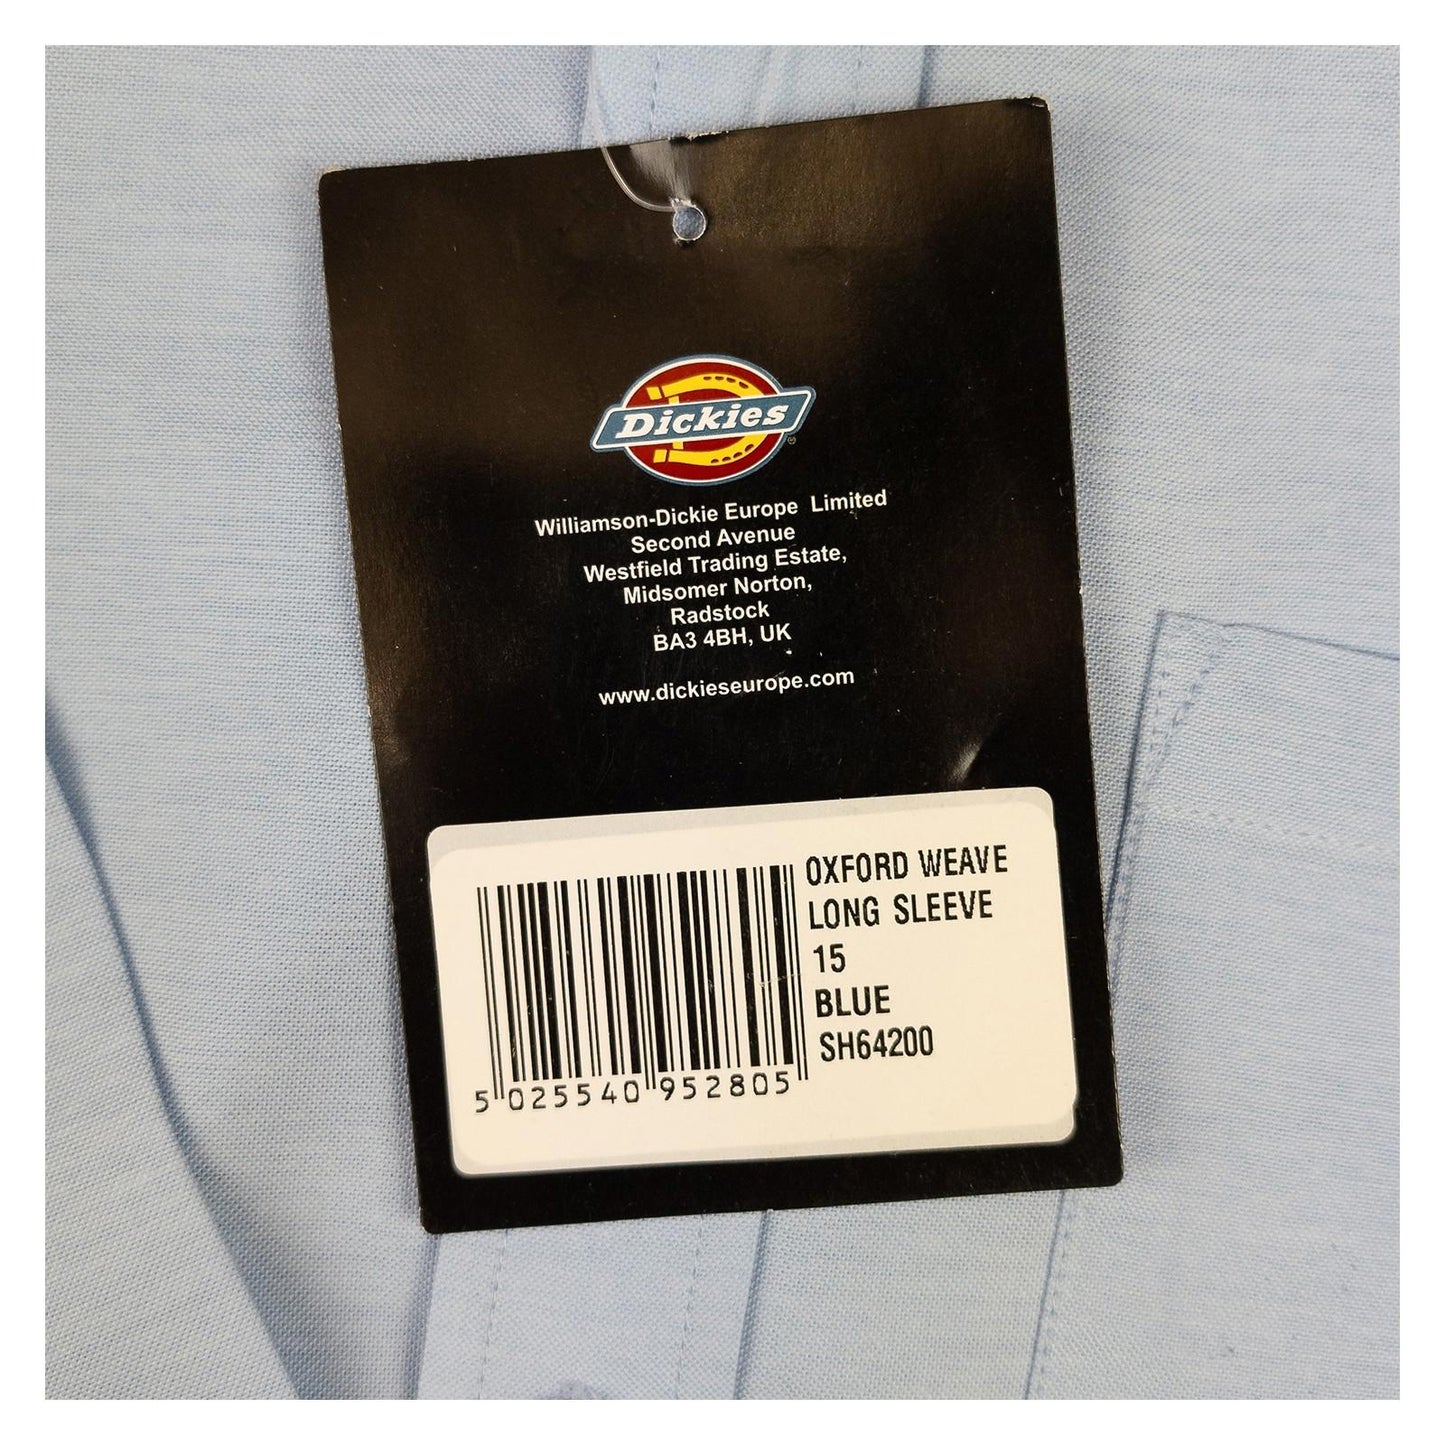 Dickies
Williamson-Dickie Europe Limited
Second Avenue
Westfield Trading Estate,
Midsomer Norton,
Radstock
BA3 4BH, UK
www.dickieseurope.com
OXFORD WEAVE
LONG SLEEVE
15
BLUE
SH64200
5 025540 952805